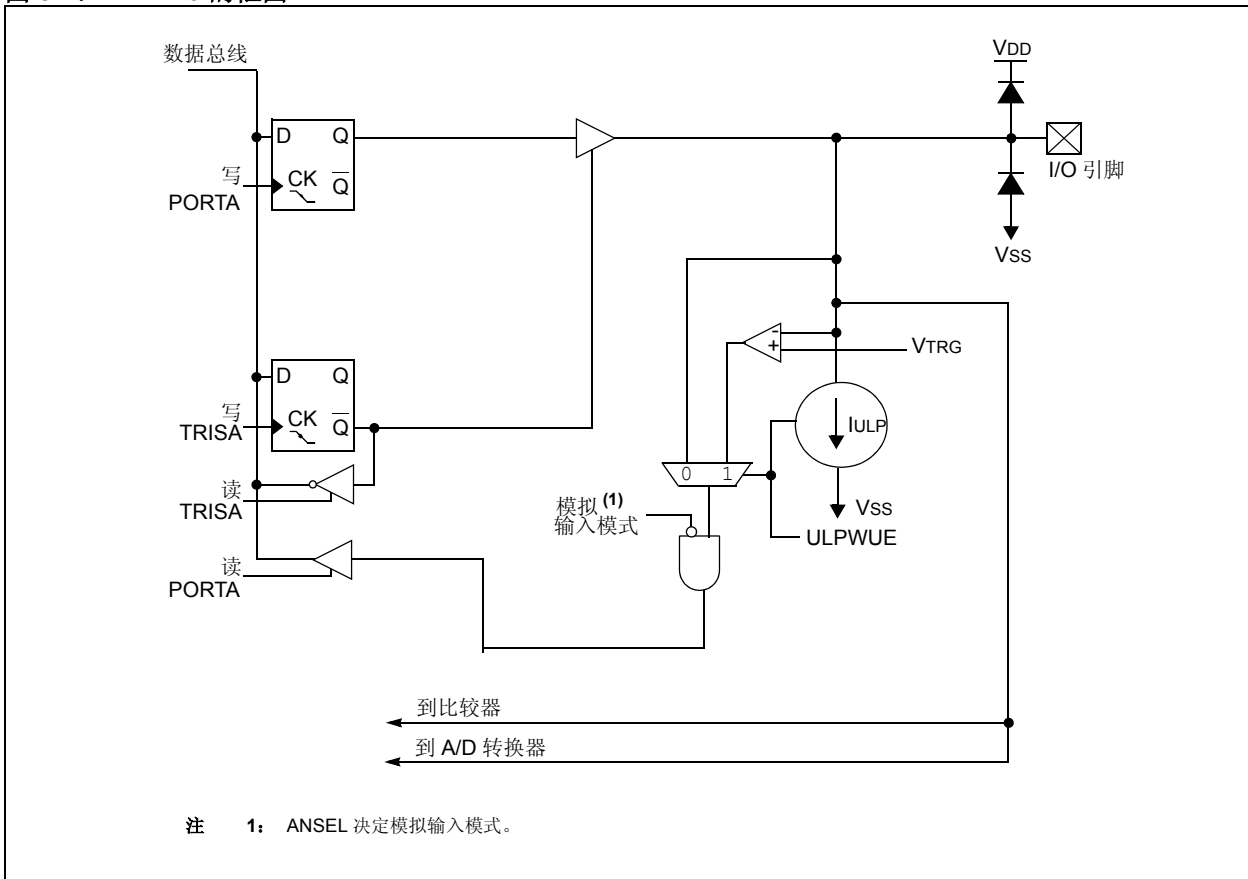 数据总线
VDD
D Q
写
PORTA
CK Q
I/O 引脚
VSS
VTRG
-
+
D Q
写
TRISA
CK Q
IULP
读
TRISA
0 1
模拟 (1)
输入模式
VSS
ULPWUE
读
PORTA
到比较器
到 A/D 转换器
注 1: ANSEL 决定模拟输入模式。